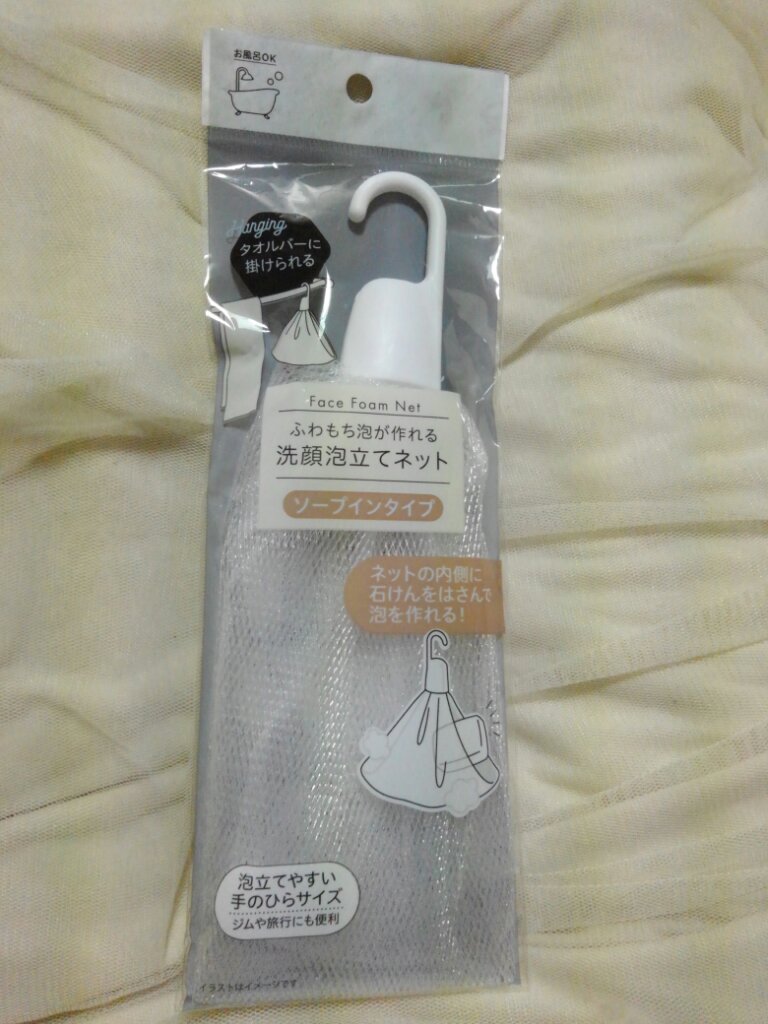 お風呂OK
Hanging
タオルバーに
掛けられる
Face Foam Net
ふわもち泡が作れる
洗顔泡立てネット
ソープインタイプ
ネットの内側に
石けんをはさんで
泡を作れる!
泡立てやすい
手のひらサイズ
ジムや旅行にも便利
イラストはイメージです